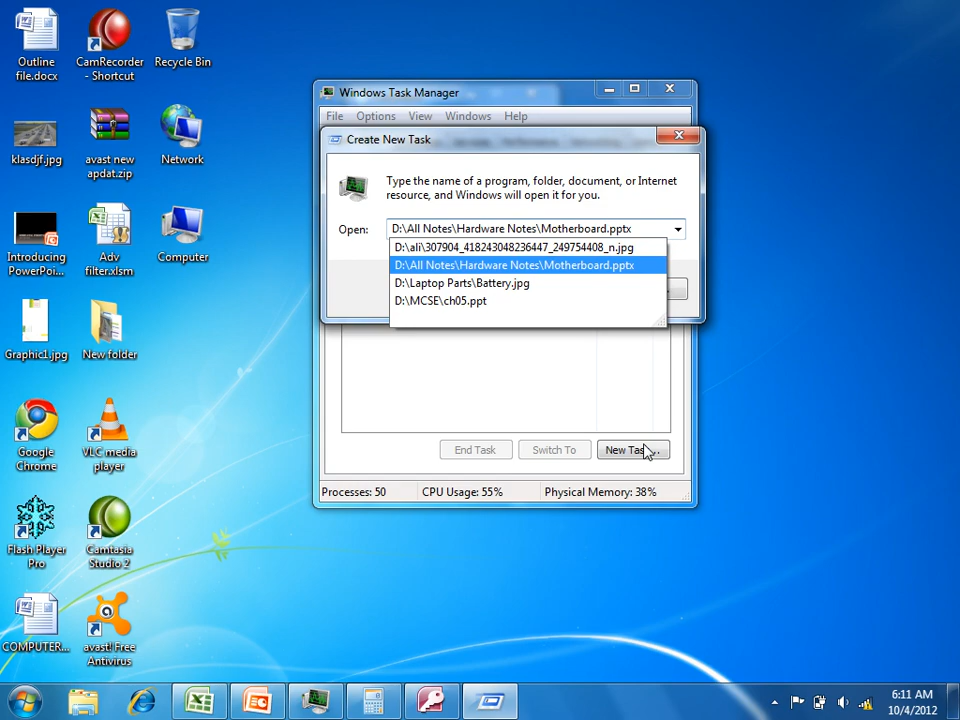 Outline
file.docx
CamRecorder
- Shortcut
Recycle Bin
klasdjf.jpg
avast new
apdat.zip
Network
Introducing
PowerPoi...
Adv
filter.xlsm
Computer
Graphic1.jpg
New folder
Google
Chrome
VLC media
player
Flash Player
Pro
Camtasia
Studio 2
COMPUTER...
avast! Free
Antivirus
Windows Task Manager
File Options View Windows Help
Create New Task
Type the name of a program, folder, document, or Internet
resource, and Windows will open it for you.
Open: D:\All Notes\Hardware Notes\Motherboard.pptx
D:\ali\307904_418243048236447_249754408_n.jpg
D:\All Notes\Hardware Notes\Motherboard.pptx
D:\Laptop Parts\Battery.jpg
D:\MCSE\ch05.ppt
End Task Switch To New
Processes: 50 CPU Usage: 55% Physical Memory: 38%
6:11 AM
10/4/2012